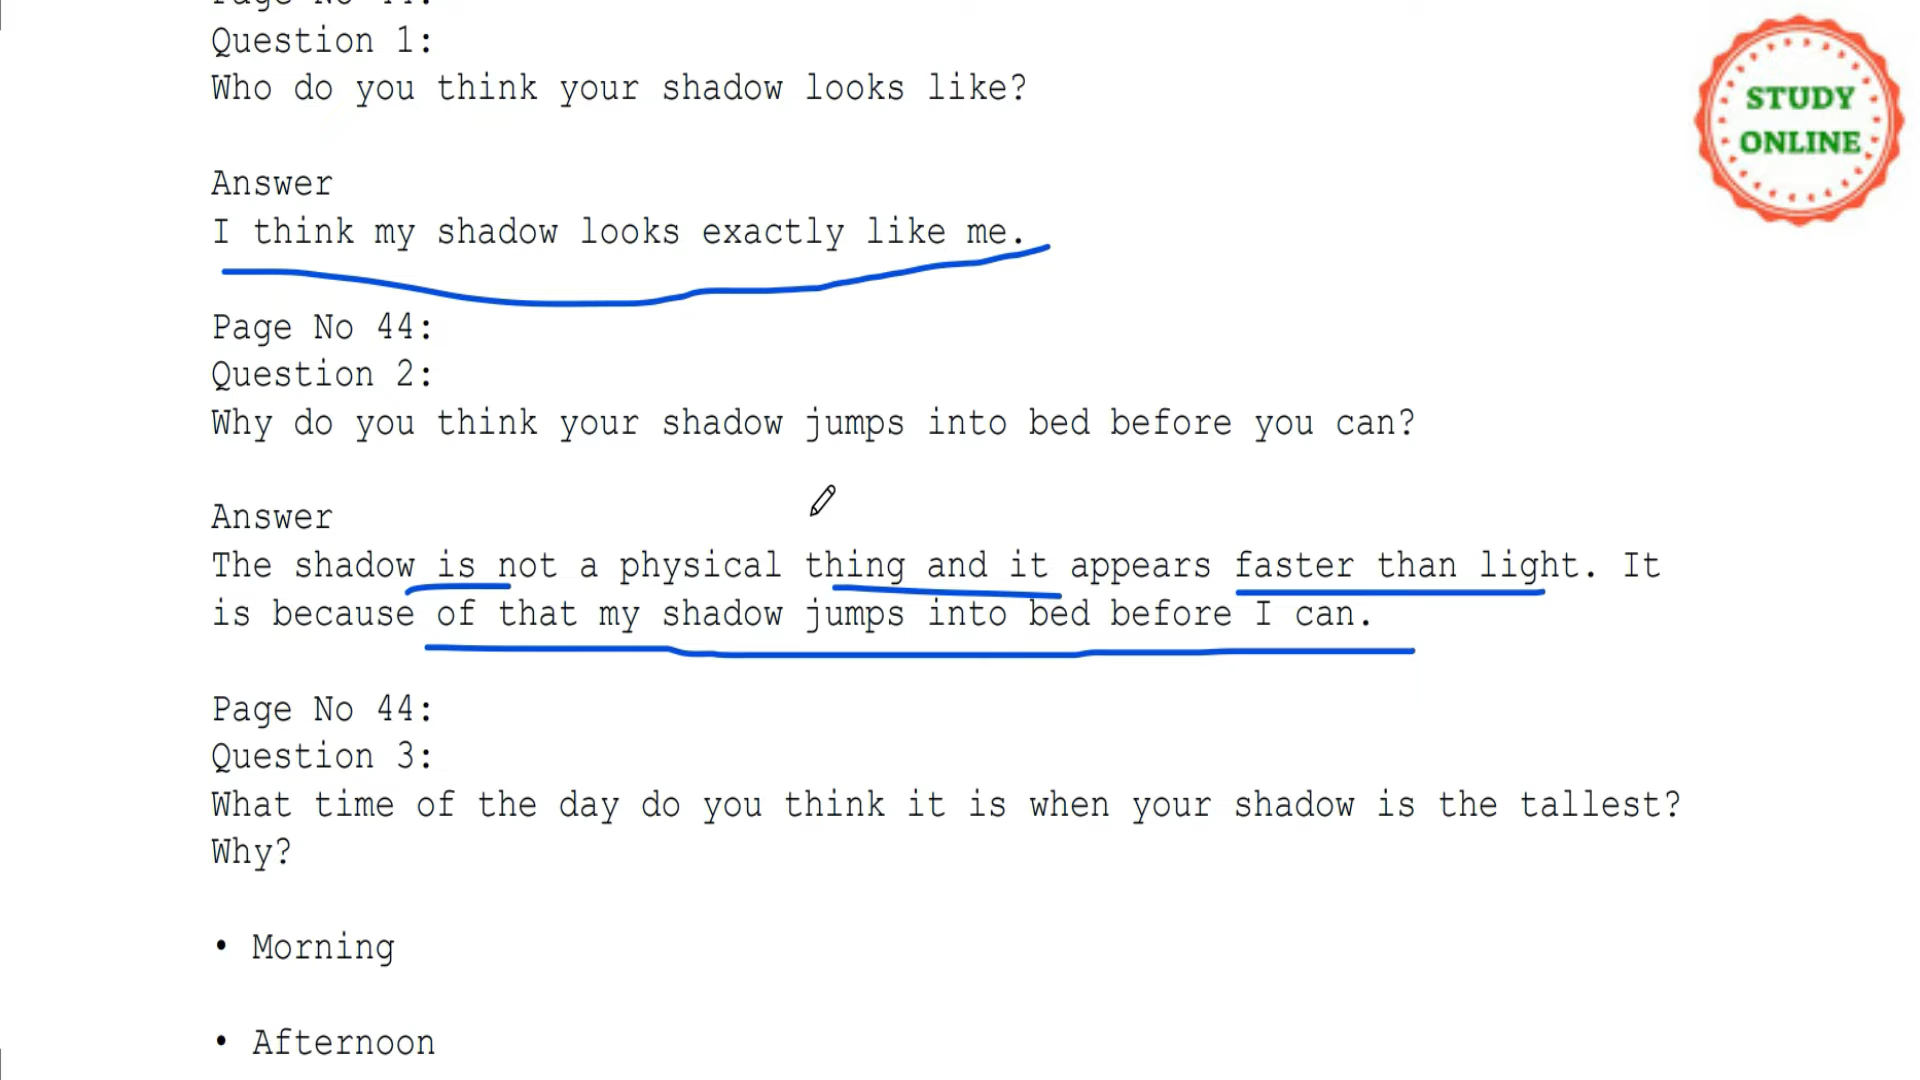 Page No 44:
Question 1:
Who do you think your shadow looks like?
Answer
I think my shadow looks exactly like me.
Page No 44:
Question 2:
Why do you think your shadow jumps into bed before you can?
Answer
The shadow is not a physical thing and it appears faster than light. It
is because of that my shadow jumps into bed before I can.
Page No 44:
Question 3:
What time of the day do you think it is when your shadow is the tallest?
Why?
• Morning
• Afternoon
STUDY
ONLINE